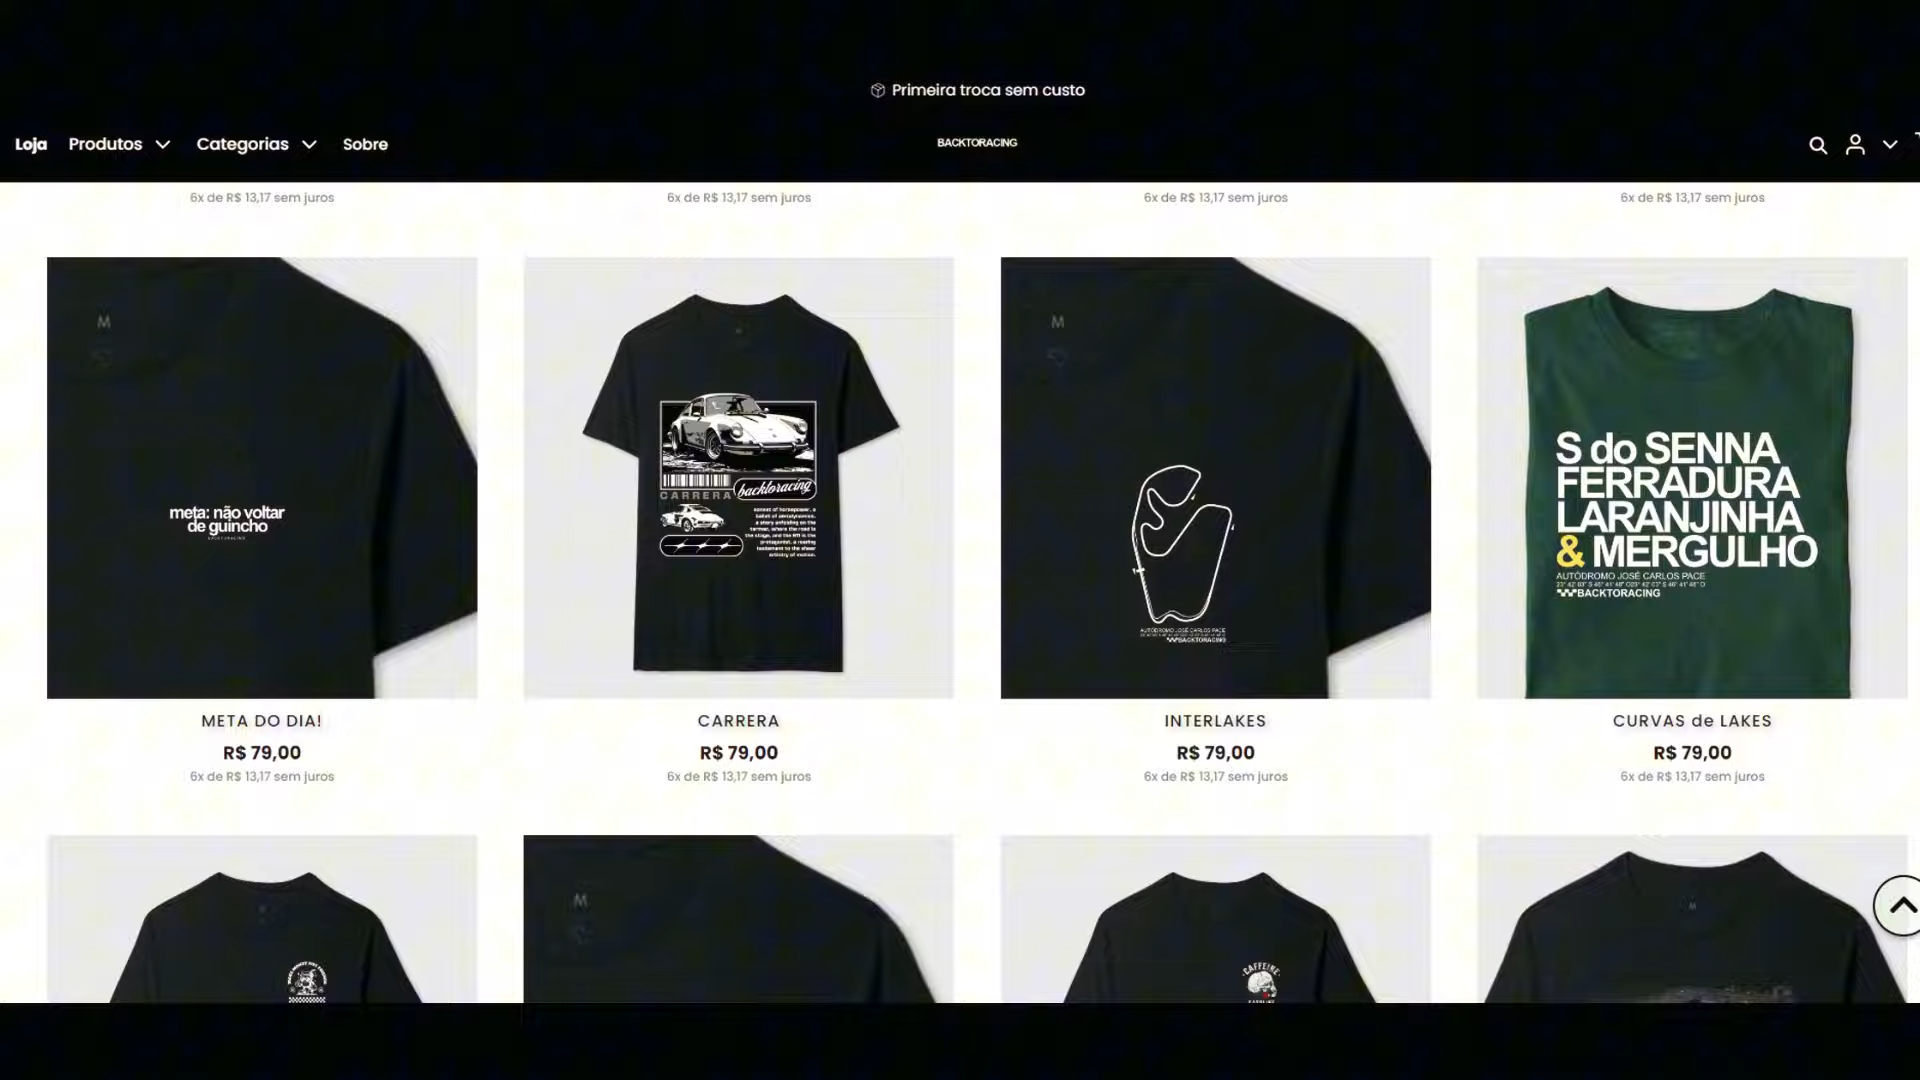 Primeira troca sem custo
Loja Produtos Categorias Sobre
BACKTORACING
6x de R$ 13,17 sem juros
6x de R$ 13,17 sem juros
6x de R$ 13,17 sem juros
6x de R$ 13,17 sem juros
M
meta: não voltar
de guincho
BACKTORACING
CARRERA
backtoracing
M
AUTÓDROMO JOSÉ CARLOS PACE
BACKTORACING
S do SENNA
FERRADURA
LARANJINHA
& MERGULHO
AUTÓDROMO JOSÉ CARLOS PACE
BACKTORACING
META DO DIA!
R$ 79,00
6x de R$ 13,17 sem juros
CARRERA
R$ 79,00
6x de R$ 13,17 sem juros
INTERLAKES
R$ 79,00
6x de R$ 13,17 sem juros
CURVAS de LAKES
R$ 79,00
6x de R$ 13,17 sem juros
M
CAFFEINE
M